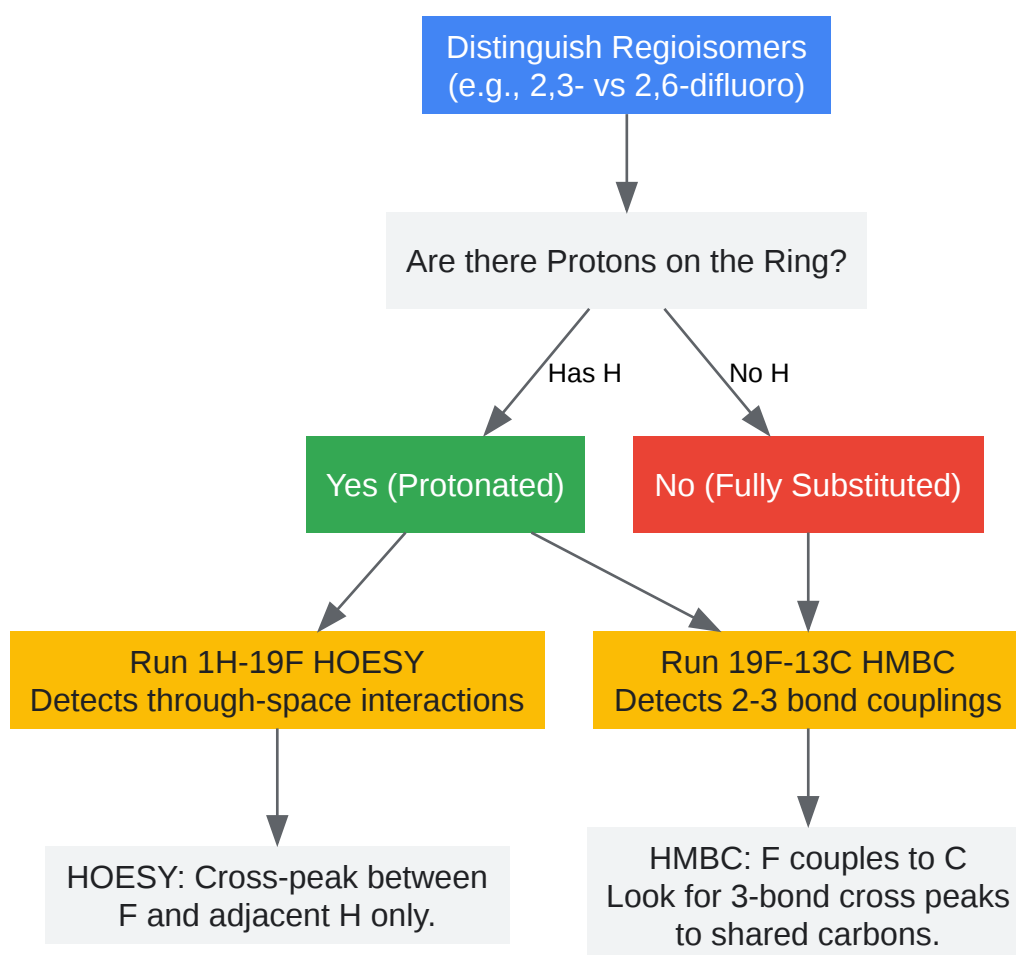 Distinguish Regioisomers
(e.g., 2,3- vs 2,6-difluoro)
Are there Protons on the Ring?
Has H
No H
Yes (Protonated)
No (Fully Substituted)
Run 1H-19F HOESY
Detects through-space interactions
Run 19F-13C HMBC
Detects 2-3 bond couplings
HOESY: Cross-peak between
F and adjacent H only.
HMBC: F couples to C
Look for 3-bond cross peaks
to shared carbons.